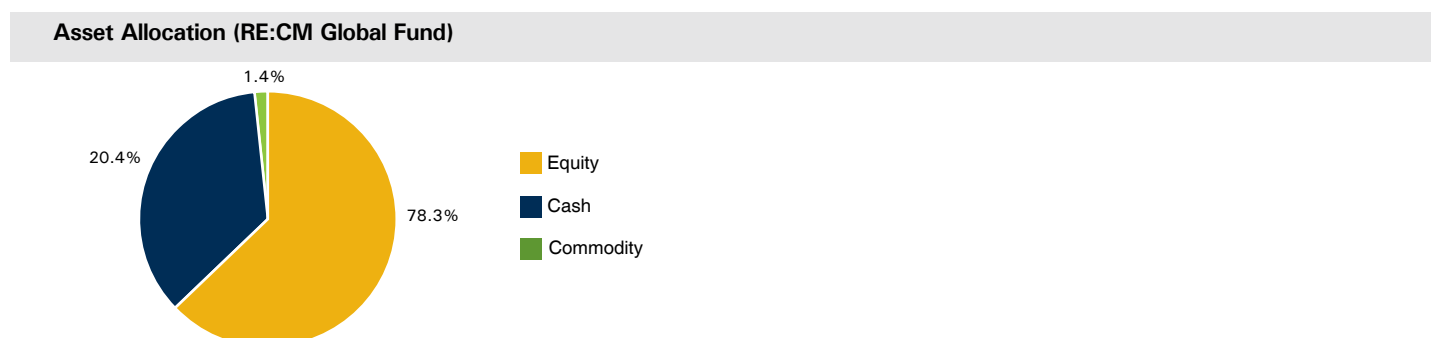 Asset Allocation (RE:CM Global Fund)
1.4%
20.4%
78.3%
Equity
Cash
Commodity